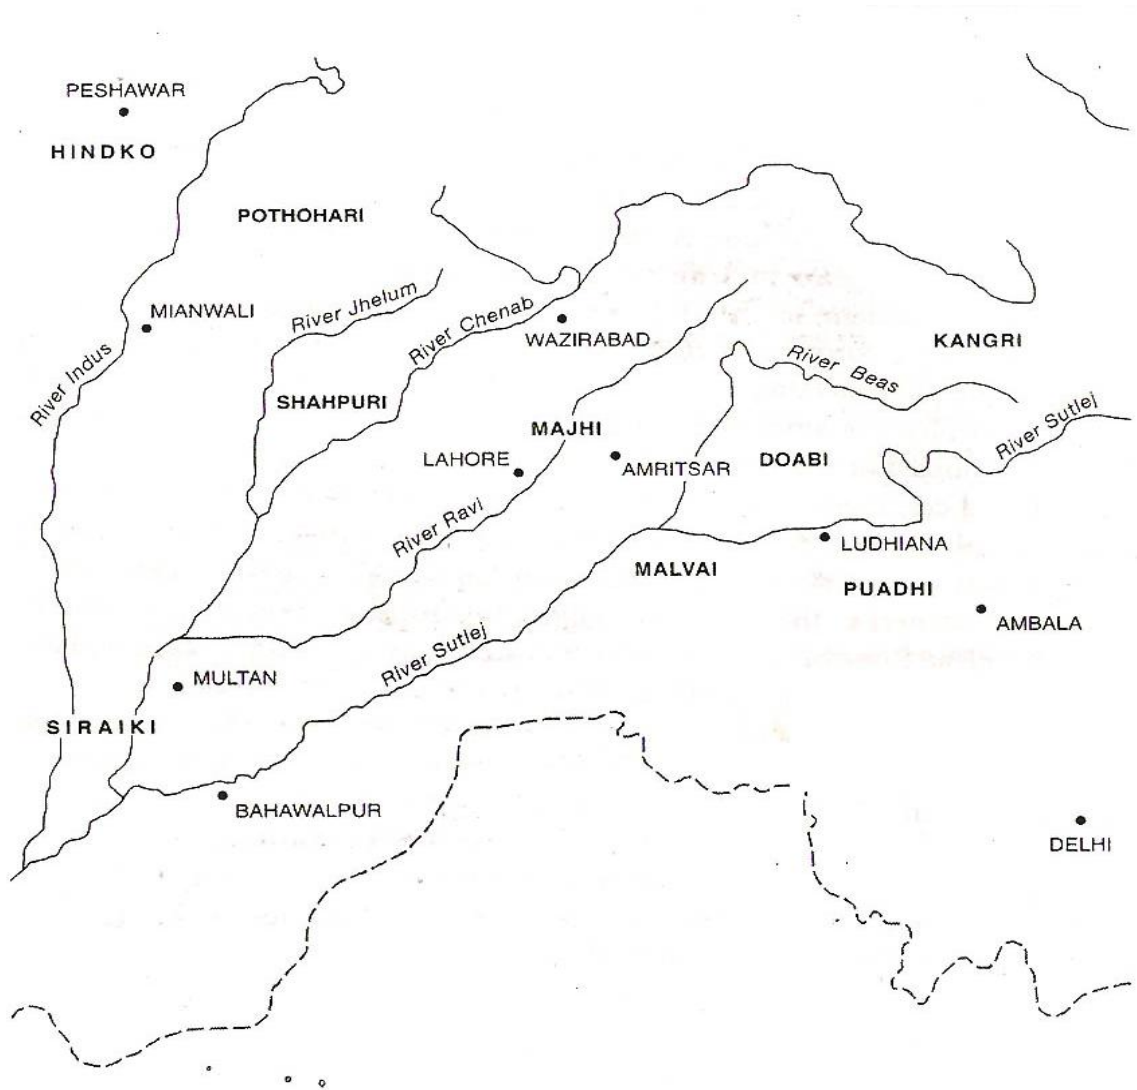 PESHAWAR
HINDKO
POTHOHARI
MIANWALI
River Jhelum
River Chenab
WAZIRABAD
River Indus
KANGRI
River Beas
SHAHPURI
River Sutlej
MAJHI
LAHORE
AMRITSAR
DOABI
River Ravi
LUDHIANA
MALVAI
PUADHI
AMBALA
River Sutlej
MULTAN
SIRAIKI
BAHAWALPUR
DELHI